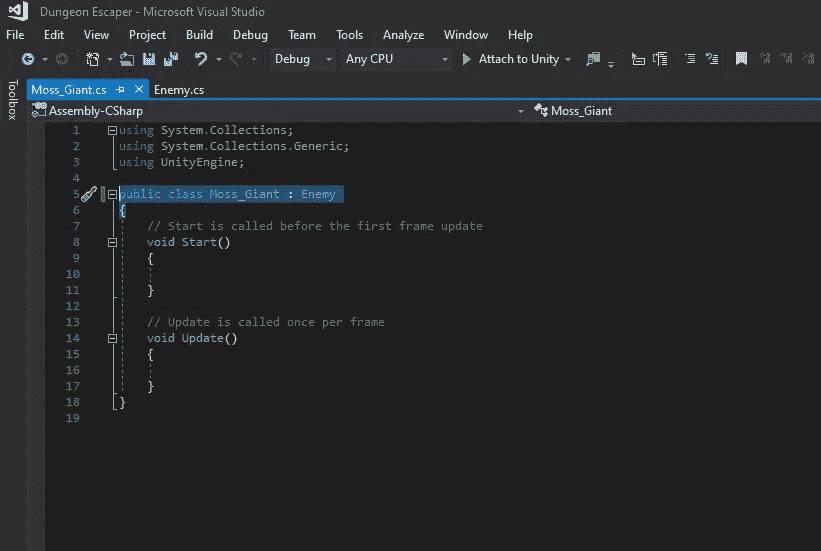 Dungeon Escaper - Microsoft Visual Studio
File Edit View Project Build Debug Team Tools Analyze Window Help
Debug Any CPU Attach to Unity
Toolbox
Moss_Giant.cs Enemy.cs
Assembly-CSharp Moss_Giant
1 using System.Collections;
2 using System.Collections.Generic;
3 using UnityEngine;
4
5 public class Moss_Giant : Enemy
6 {
7 // Start is called before the first frame update
8 void Start()
9 {
10
11 }
12
13 // Update is called once per frame
14 void Update()
15 {
16
17 }
18 }
19